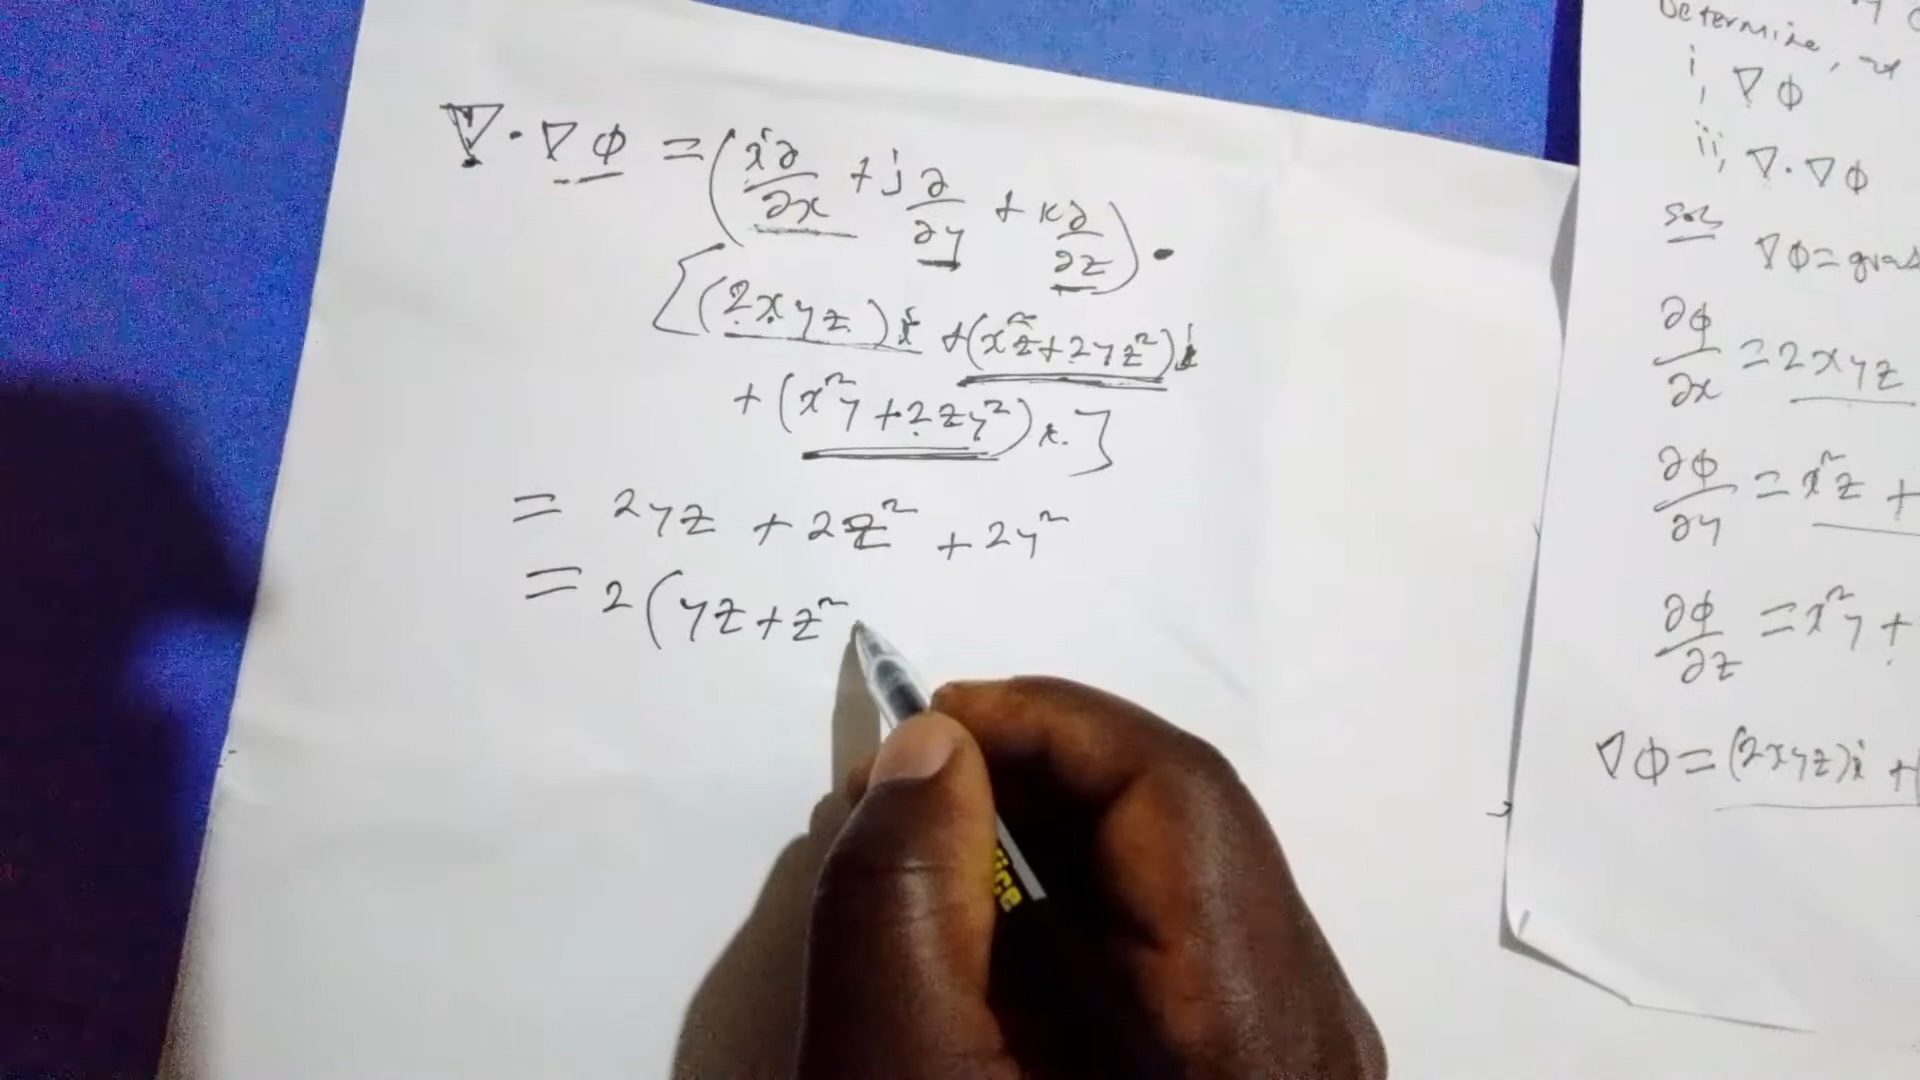 ∇ · ∇ϕ = (i∂/∂x + j∂/∂y + k∂/∂z) ·
[(2xyz)i + (x²z + 2yz²)j
+ (x²y + 2zy²)k.]
= 2yz + 2z² + 2y²
= 2(yz + z²
ice
Determine,
i, ∇ϕ
ii, ∇·∇ϕ
Sol
∇ϕ = grad
∂ϕ/∂x = 2xyz
∂ϕ/∂y = x²z +
∂ϕ/∂z = x²y +
∇ϕ = (2xyz)i + (